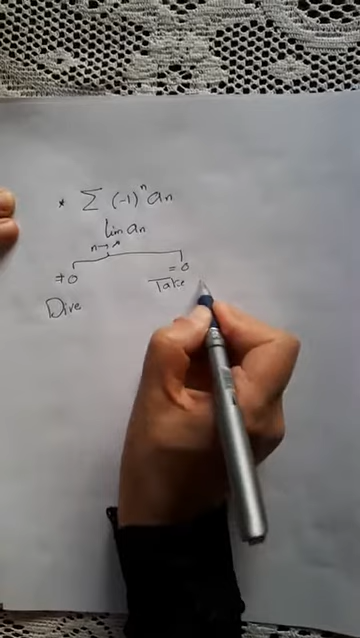 * Σ (-1)ⁿ an
lim an
n→∞
≠0 =0
Dive Take